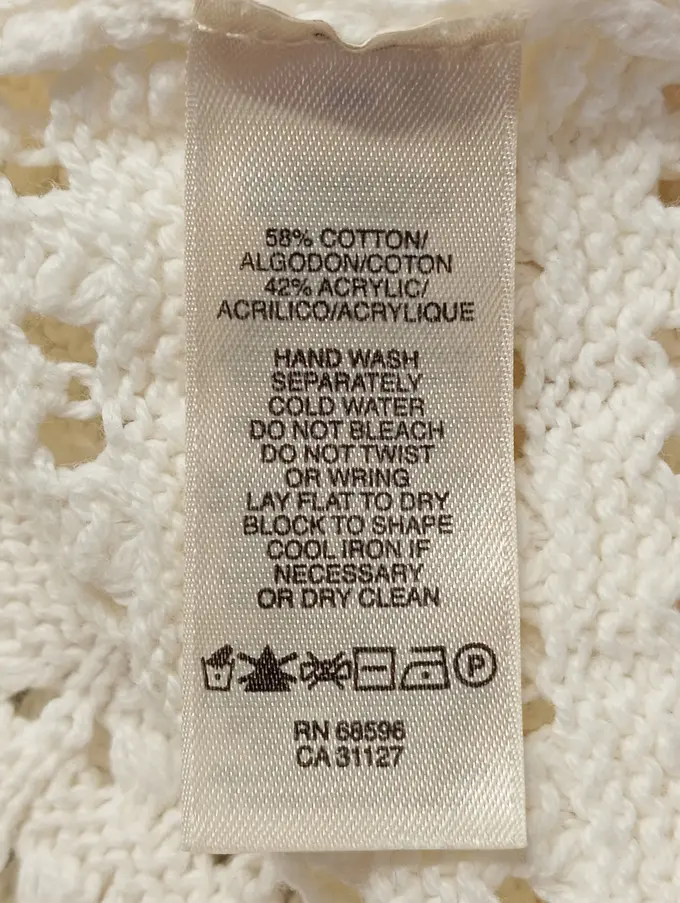 58% COTTON/
ALGODON/COTON
42% ACRYLIC/
ACRILICO/ACRYLIQUE
HAND WASH
SEPARATELY
COLD WATER
DO NOT BLEACH
DO NOT TWIST
OR WRING
LAY FLAT TO DRY
BLOCK TO SHAPE
COOL IRON IF
NECESSARY
OR DRY CLEAN
P
RN 68596
CA 31127